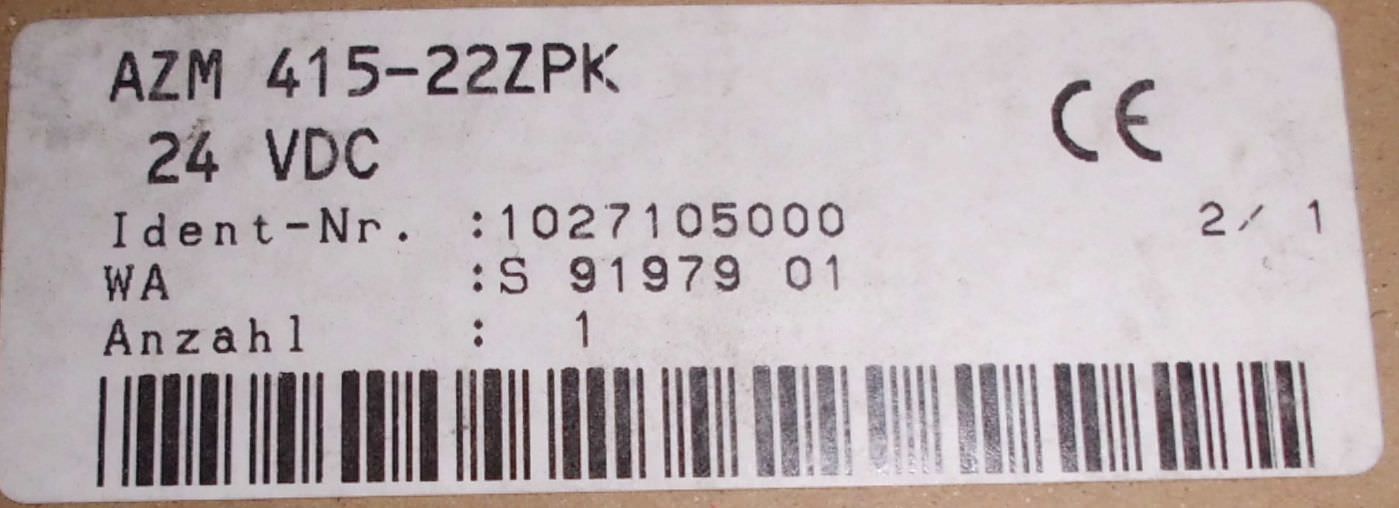 AZM 415-22ZPK
24 VDC
CE
Ident-Nr. :1027105000 2/ 1
WA :S 91979 01
Anzahl : 1